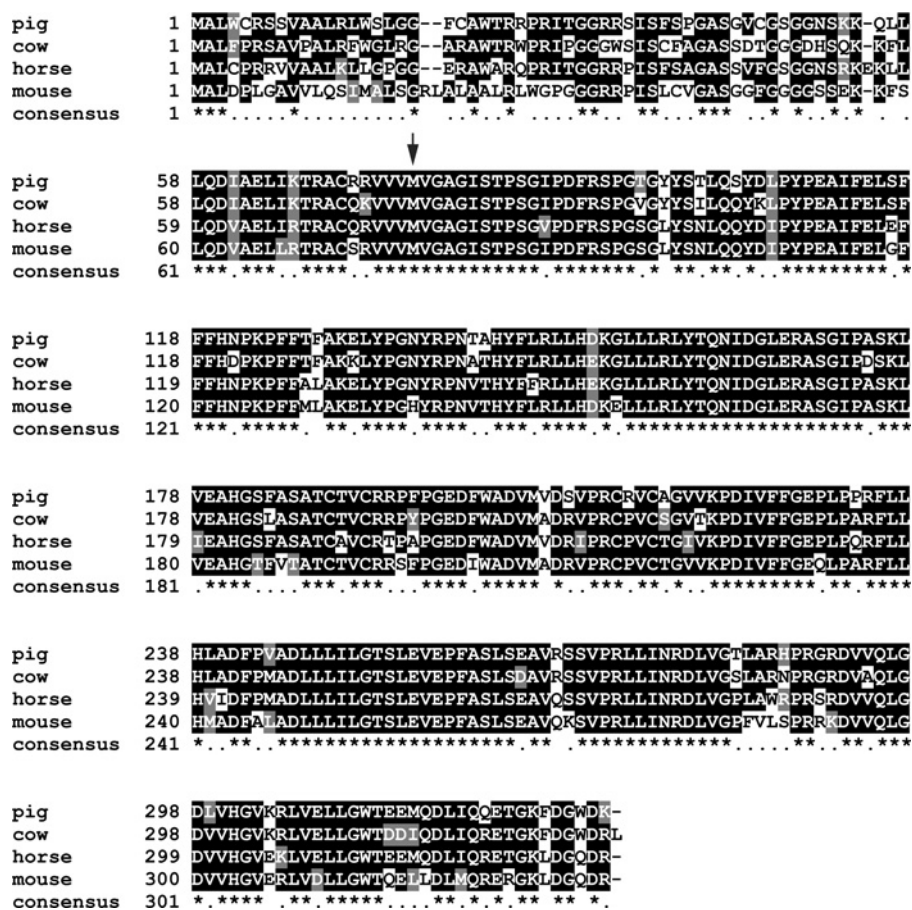 pig 1 MALWCRSSVAALRLWSLGG--FCAWTRRPRITGGRRSISFSPGASGVCGSGGNSKK-QLL
cow 1 MALFPRSAVPALRFWGLRG--ARAWTRWPRIPGGGWSISCFAGASSDTGGGDHSQK-KFL
horse 1 MALCPRRVVAALKLLGPGG--ERAWARQPRITGGRRPISFSAGASSVFGSGGNSRKEKLL
mouse 1 MALDPLGAVVLQSIMALSGRLALAALRLWGPGGGRRPISLCVGASGGFGGGGSSEK-KFS
consensus 1 ***.....*.........*....*..*.....**...**...***...*.*..*.*....
pig 58 LQDIAELIKTRACRRVVVMVGAGISTPSGIPDFRSPGTGYYSTLQSYDLPYPEAIFELSF
cow 58 LQDIAELIKTRACQKVVVMVGAGISTPSGIPDFRSPGVGYYSILQQYKLPYPEAIFELSF
horse 59 LQDVAELIRTRACQRVVVMVGAGISTPSGVPDFRSPGSGLYSNLQQYDIPYPEAIFELEF
mouse 60 LQDVAELLRTRACSRVVVMVGAGISTPSGIPDFRSPGSGLYSNLQQYDIPYPEAIFELGF
consensus 61 ***.***..****..**************.*******.*.**.**.*..*********.*
pig 118 FFHNPKPFFTFAKELYPGNYRPNTAHYFLRLLHDKGLLLRLYTQNIDGLERASGIPASKL
cow 118 FFHDPKPFFTFAKKLYPGNYRPNATHYFLRLLHEKGLLLRLYTQNIDGLERASGIPDSKL
horse 119 FFHNPKPFFALAKELYPGNYRPNVTHYFFRLLHEKGLLLRLYTQNIDGLERASGIPASKL
mouse 120 FFHNPKPFFMLAKELYPGHYRPNVTHYFLRLLHDKELLLRLYTQNIDGLERASGIPASKL
consensus 121 ***.*****..**.****.****..***.****.*.********************.***
pig 178 VEAHGSFASATCTVCRRPFPGEDFWADVMVDSVPRCRVCAGVVKPDIVFFGEPLPPRFLL
cow 178 VEAHGSLASATCTVCRRPYPGEDFWADVMADRVPRCPVCSGVTKPDIVFFGEPLPARFLL
horse 179 IEAHGSFASATCAVCRTPAPGEDFWADVMVDRIPRCPVCTGIVKPDIVFFGEPLPQRFLL
mouse 180 VEAHGTFVTATCTVCRRSFPGEDIWADVMADRVPRCPVCTGVVKPDIVFFGEQLPARFLL
consensus 181 .****....***.***...****.*****.*..***.**.*..*********.**.****
pig 238 HLADFPVADLLLILGTSLEVEPFASLSEAVRSSVPRLLINRDLVGTLARHPRGRDVVQLG
cow 238 HLADFPMADLLLILGTSLEVEPFASLSDAVRSSVPRLLINRDLVGSLARNPRGRDVAQLG
horse 239 HVIDFPMADLLLILGTSLEVEPFASLSEAVQSSVPRLLINRDLVGPLAWRPRSRDVVQLG
mouse 240 HMADFALADLLLILGTSLEVEPFASLSEAVQKSVPRLLINRDLVGPFVLSPRRKDVVQLG
consensus 241 *..**..********************.**..*************.....**..**.***
pig 298 DLVHGVKRLVELLGWTEEMQDLIQQETGKFDGWDK-
cow 298 DVVHGVKRLVELLGWTDDIQDLIQRETGKFDGWDRL
horse 299 DVVHGVEKLVELLGWTEEMQDLIQRETGKLDGQDR-
mouse 300 DVVHGVERLVDLLGWTQELLDLMQRERGKLDGQDR-
consensus 301 *.****..**.*****....**.*.*.**.**.*.